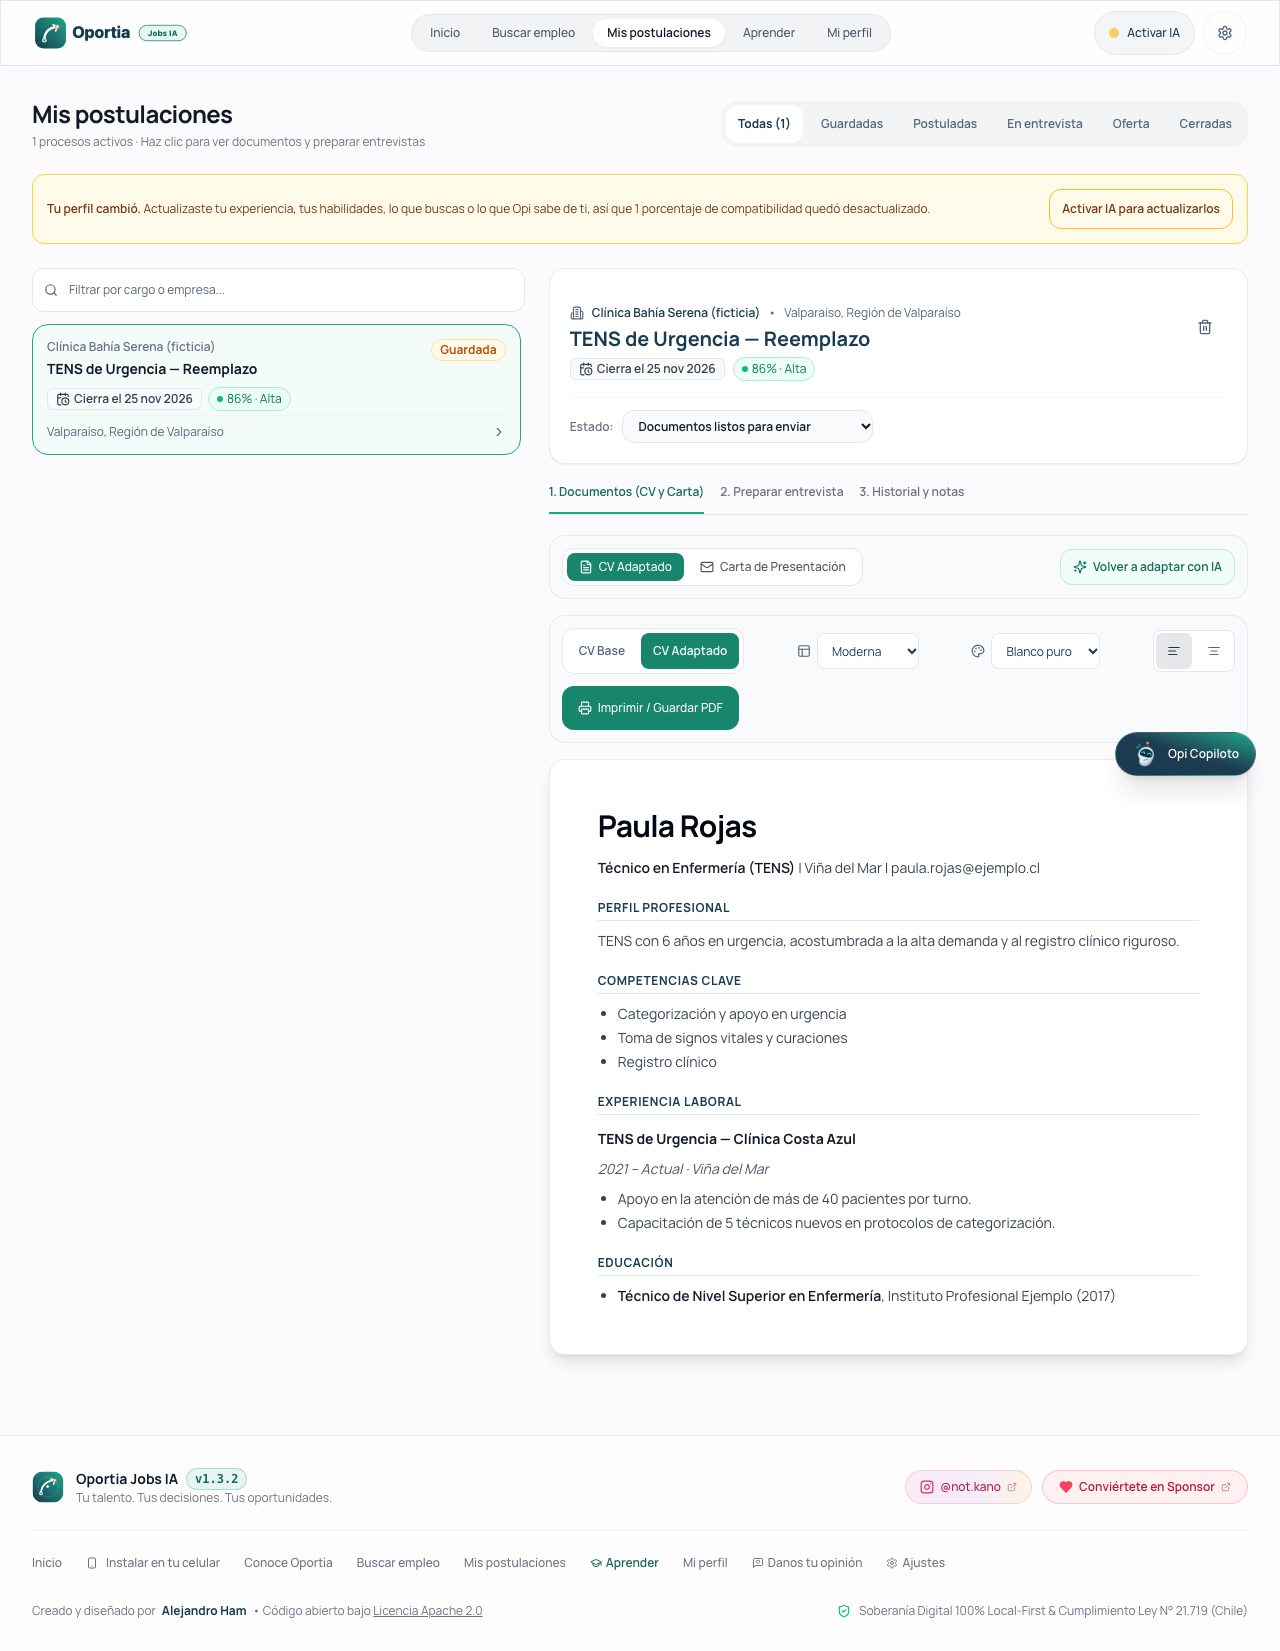 Oportia
Jobs IA
Inicio
Buscar empleo
Mis postulaciones
Aprender
Mi perfil
Activar IA
Mis postulaciones
1 procesos activos · Haz clic para ver documentos y preparar entrevistas
Todas (1)
Guardadas
Postuladas
En entrevista
Oferta
Cerradas
Tu perfil cambió. Actualizaste tu experiencia, tus habilidades, lo que buscas o lo que Opi sabe de ti, así que 1 porcentaje de compatibilidad quedó desactualizado.
Activar IA para actualizarlos
Filtrar por cargo o empresa...
Clínica Bahía Serena (ficticia)
Guardada
TENS de Urgencia — Reemplazo
Cierra el 25 nov 2026
86% · Alta
Valparaíso, Región de Valparaíso
Clínica Bahía Serena (ficticia) • Valparaíso, Región de Valparaíso
TENS de Urgencia — Reemplazo
Cierra el 25 nov 2026
86% · Alta
Estado:
Documentos listos para enviar
1. Documentos (CV y Carta)
2. Preparar entrevista
3. Historial y notas
CV Adaptado
Carta de Presentación
Volver a adaptar con IA
CV Base
CV Adaptado
Moderna
Blanco puro
Imprimir / Guardar PDF
Opi Copiloto
Paula Rojas
Técnico en Enfermería (TENS) | Viña del Mar | paula.rojas@ejemplo.cl
PERFIL PROFESIONAL
TENS con 6 años en urgencia, acostumbrada a la alta demanda y al registro clínico riguroso.
COMPETENCIAS CLAVE
• Categorización y apoyo en urgencia
• Toma de signos vitales y curaciones
• Registro clínico
EXPERIENCIA LABORAL
TENS de Urgencia — Clínica Costa Azul
2021 – Actual · Viña del Mar
• Apoyo en la atención de más de 40 pacientes por turno.
• Capacitación de 5 técnicos nuevos en protocolos de categorización.
EDUCACIÓN
• Técnico de Nivel Superior en Enfermería, Instituto Profesional Ejemplo (2017)
Oportia Jobs IA
v1.3.2
Tu talento. Tus decisiones. Tus oportunidades.
@not.kano
Conviértete en Sponsor
Inicio
Instalar en tu celular
Conoce Oportia
Buscar empleo
Mis postulaciones
Aprender
Mi perfil
Danos tu opinión
Ajustes
Creado y diseñado por Alejandro Ham • Código abierto bajo Licencia Apache 2.0
Soberanía Digital 100% Local-First & Cumplimiento Ley N° 21.719 (Chile)